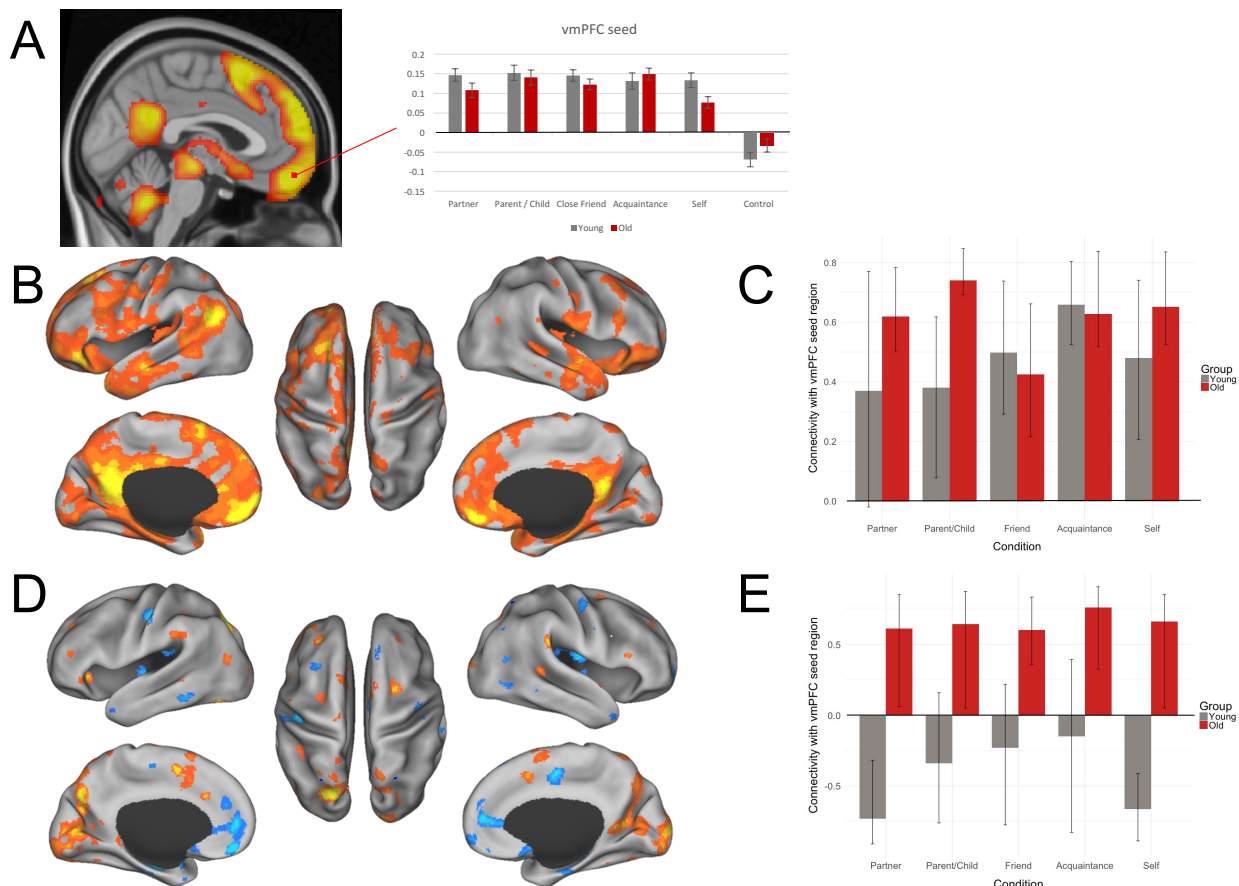 A
vmPFC seed
0.2
0.15
0.1
0.05
0
-0.05
-0.1
-0.15
Partner Parent / Child Close Friend Acquaintance Self Control
Young Old
B
C
Connectivity with vmPFC seed region
0.8
0.6
0.4
0.2
0.0
Partner Parent/Child Friend Acquaintance Self
Condition
Group
Young
Old
D
E
Connectivity with vmPFC seed region
0.5
0.0
-0.5
Partner Parent/Child Friend Acquaintance Self
Condition
Group
Young
Old